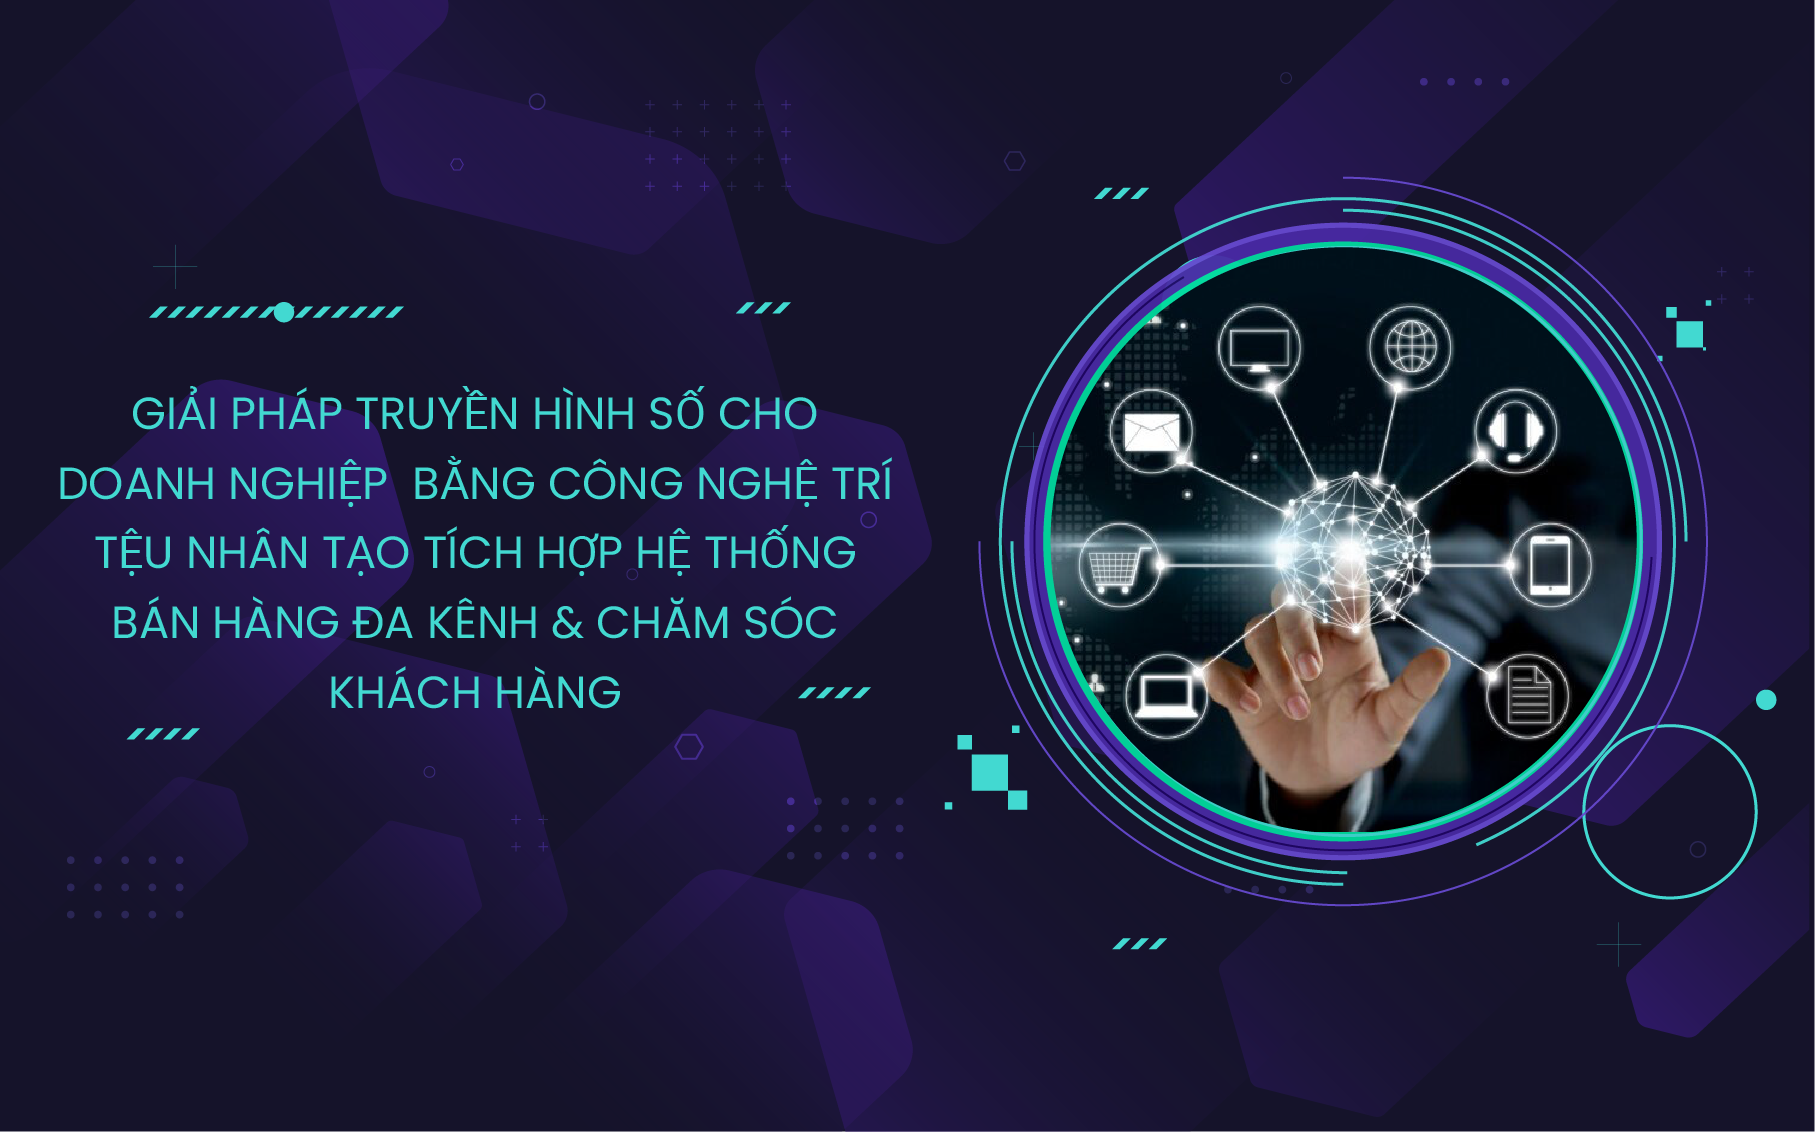 GIẢI PHÁP TRUYỀN HÌNH SỐ CHO
DOANH NGHIỆP BẰNG CÔNG NGHỆ TRÍ
TỆU NHÂN TẠO TÍCH HỢP HỆ THỐNG
BÁN HÀNG ĐA KÊNH & CHĂM SÓC
KHÁCH HÀNG